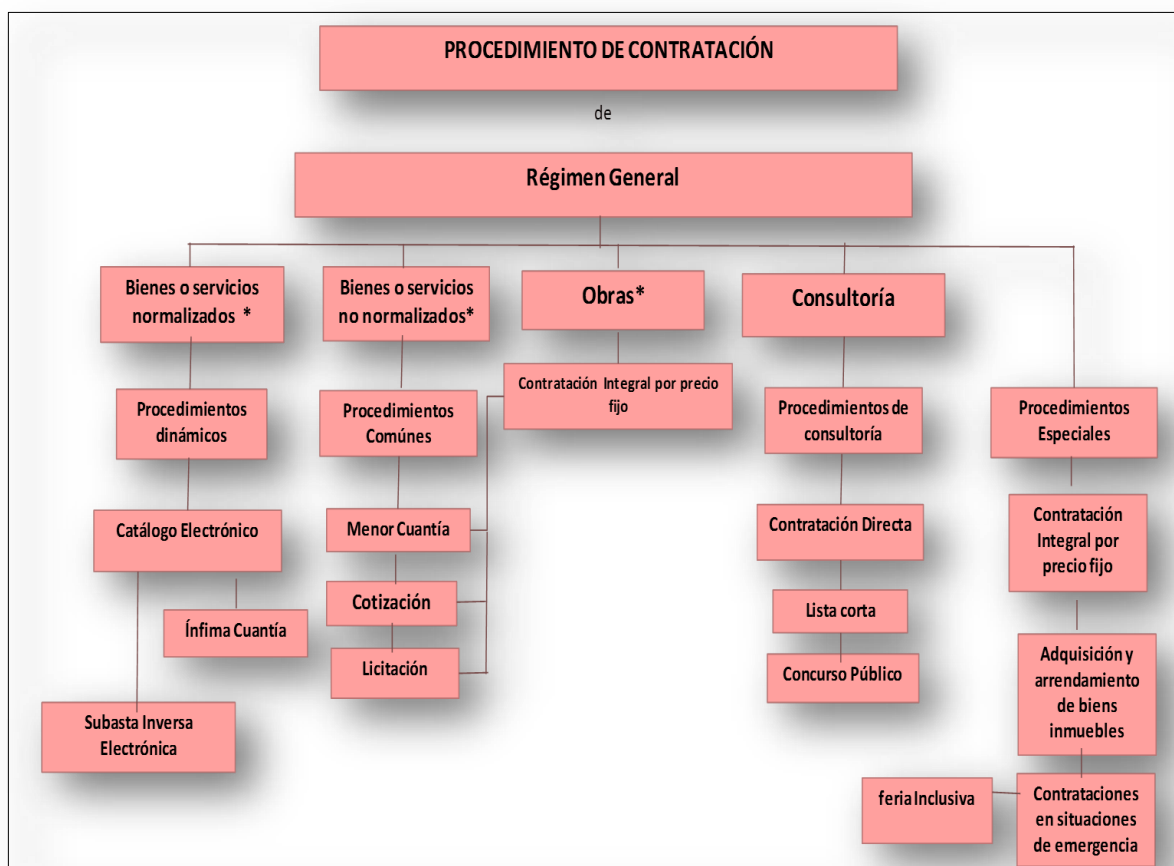 PROCEDIMIENTO DE CONTRATACIÓN
de
Régimen General
Bienes o servicios
normalizados *
Bienes o servicios
no normalizados*
Obras*
Consultoría
Contratación Integral por precio
fijo
Procedimientos
dinámicos
Procedimientos
Comúnes
Procedimientos de
consultoría
Procedimientos
Especiales
Catálogo Electrónico
Menor Cuantía
Contratación Directa
Contratación
Integral por
precio fijo
Ínfima Cuantía
Cotización
Lista corta
Licitación
Concurso Público
Adquisición y
arrendamiento
de biens
inmuebles
Subasta Inversa
Electrónica
feria Inclusiva
Contrataciones
en situaciones
de emergencia